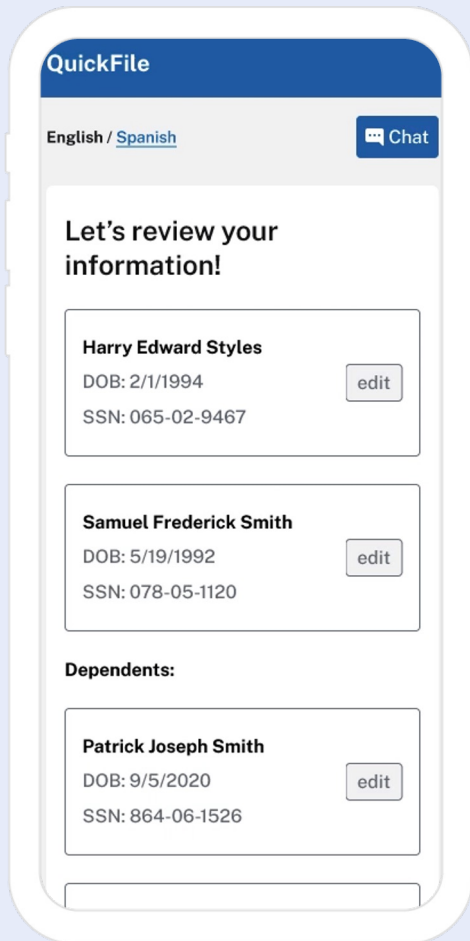 QuickFile
English / Spanish
Chat
Let’s review your
information!
Harry Edward Styles
DOB: 2/1/1994
edit
SSN: 065-02-9467
Samuel Frederick Smith
DOB: 5/19/1992
edit
SSN: 078-05-1120
Dependents:
Patrick Joseph Smith
DOB: 9/5/2020
edit
SSN: 864-06-1526